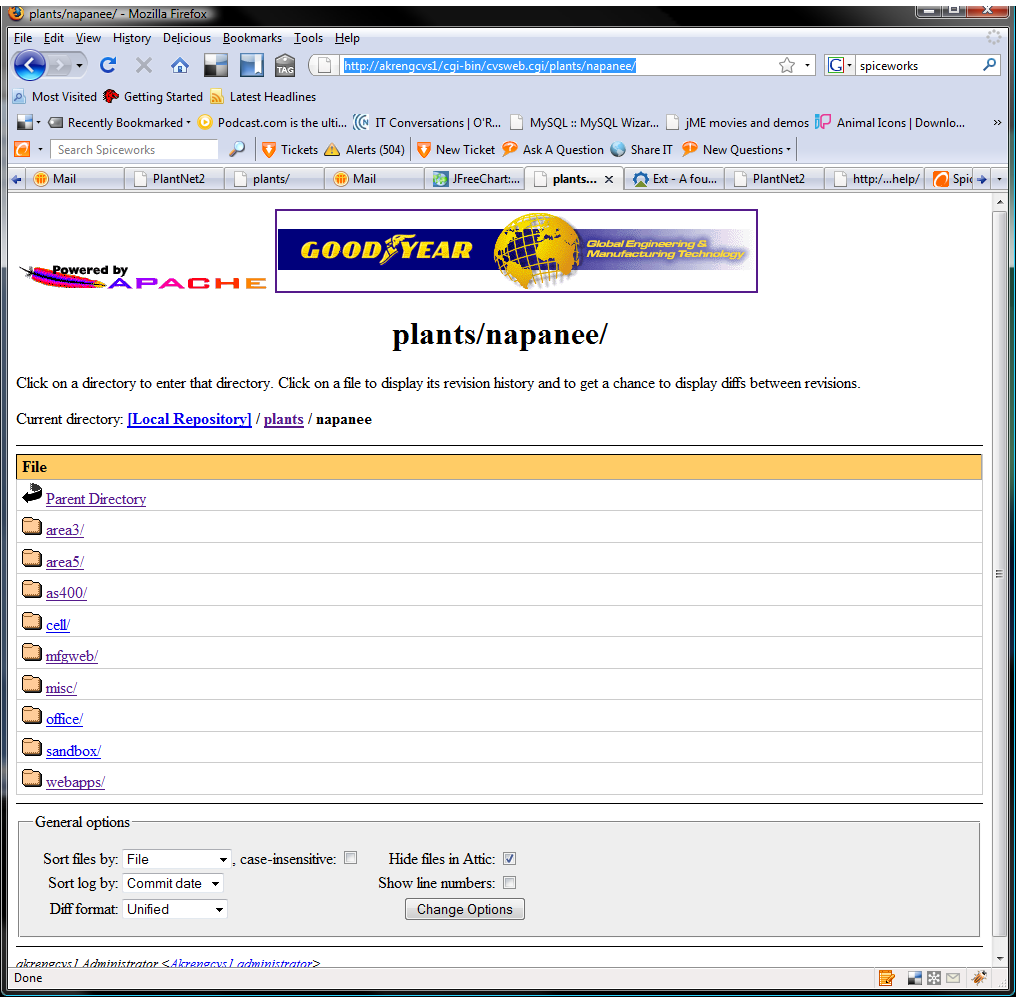 plants/napanee/ - Mozilla Firefox
File Edit View History Delicious Bookmarks Tools Help
TAG http://akrengcvs1/cgi-bin/cvsweb.cgi/plants/napanee/ G spiceworks
Most Visited Getting Started Latest Headlines
Recently Bookmarked Podcast.com is the ulti... IT Conversations | O'R... MySQL :: MySQL Wizar... jME movies and demos Animal Icons | Downlo... »
Search Spiceworks Tickets Alerts (504) New Ticket Ask A Question Share IT New Questions
Mail PlantNet2 plants/ Mail JFreeChart:... plants... Ext - A fou... PlantNet2 http:/...help/ Spic
GOODYEAR Global Engineering &
Manufacturing Technology
Powered by
APACHE
plants/napanee/
Click on a directory to enter that directory. Click on a file to display its revision history and to get a chance to display diffs between revisions.
Current directory: [Local Repository] / plants / napanee
File
Parent Directory
area3/
area5/
as400/
cell/
mfgweb/
misc/
office/
sandbox/
webapps/
General options
Sort files by: File , case-insensitive: Hide files in Attic:
Sort log by: Commit date Show line numbers:
Diff format: Unified Change Options
akrengcvs1 Administrator <Akrengcvs1.administrator>
Done